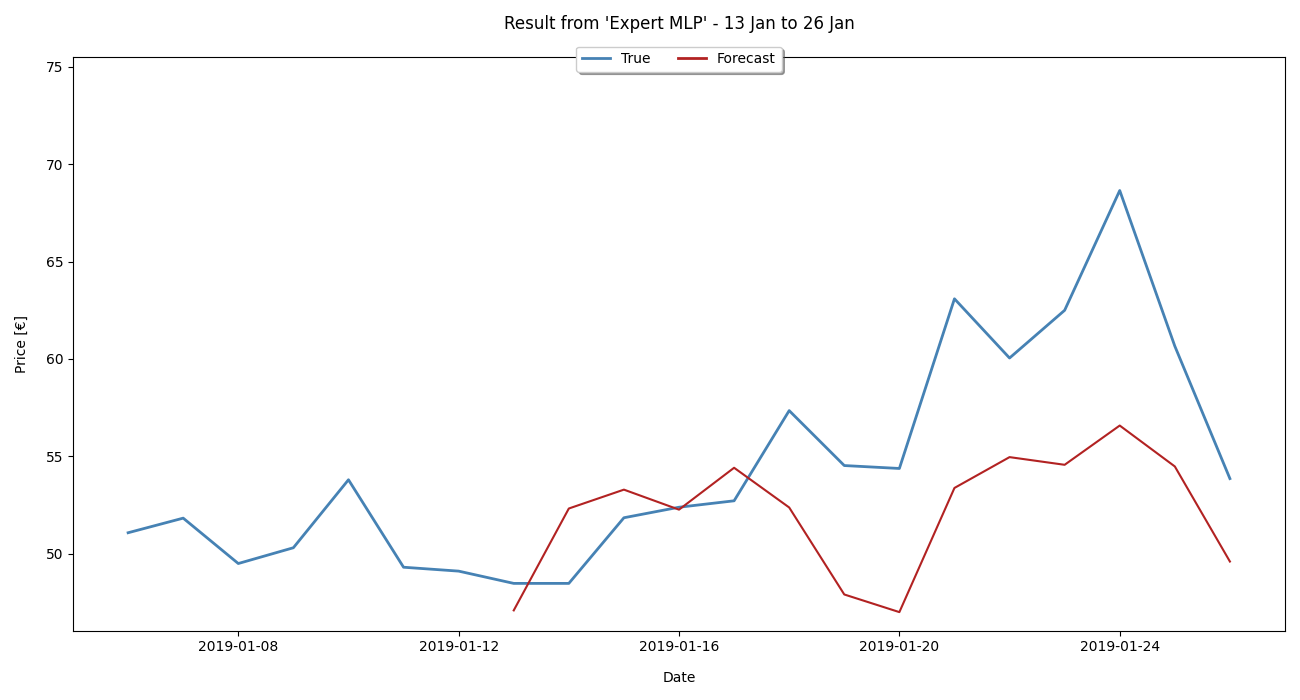 Result from 'Expert MLP' - 13 Jan to 26 Jan
True
Forecast
75
70
65
60
55
50
Price [€]
2019-01-08
2019-01-12
2019-01-16
2019-01-20
2019-01-24
Date